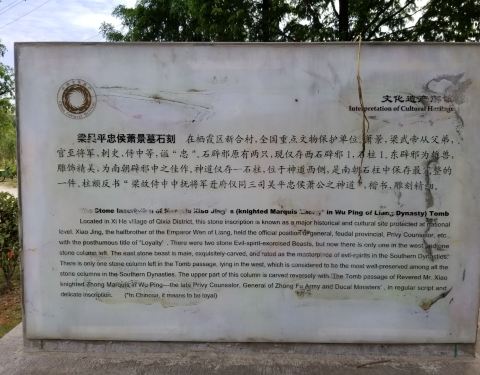 文化遗产
Interpretation of Cultural Heritage
梁吴平忠侯萧景墓石刻 在栖霞区新合村,全国重点文物保护单位。萧景,梁武帝从父弟,
官至将军、刺史、侍中等,谥“忠”。石辟邪原有两只,现仅存西石辟邪1,石柱1。东辟邪为雄兽,
雕饰精美,为南朝辟邪中之佳作。神道仅存一石柱,位于神道西侧,是南朝石柱中保存最完整的
一件。柱额反书“梁故侍中中抚将军开府仪同三司吴平忠侯萧公之神道”,楷书,雕刻精细。
The Stone Xiao Jing' s (knighted Marquis in Wu Ping of Liang Dynasty) Tomb
Located in Xi He village of Qixia District, this stone inscription is known as a major historical and cultural site protected at national
level. Xiao Jing, the halfbrother of the Emperor Wen of Liang, held the official position of general, feudal provincial, Privy Counselor, etc.,
with the posthumous title of "Loyalty" . There were two stone Evil-spirit-exorcised Beasts, but now there is only one in the west and one
stone column left. The east stone beast is male, exquisitely-carved, and rated as the masterpiece of evil-spirits in the Southern Dynasties.
There is only one stone column left in the Tomb passage, lying in the west, which is considered to be the most well-preserved among all the
stone columns in the Southern Dynasties. The upper part of this column is carved reversely with "The Tomb passage of Revered Mr. Xiao
knighted Zhong Marquis in Wu Ping—the late Privy Counselor, General of Zhong Fu Army and Ducal Ministers" , in regular script and
delicate inscription. (*In Chinese, it means to be loyal)